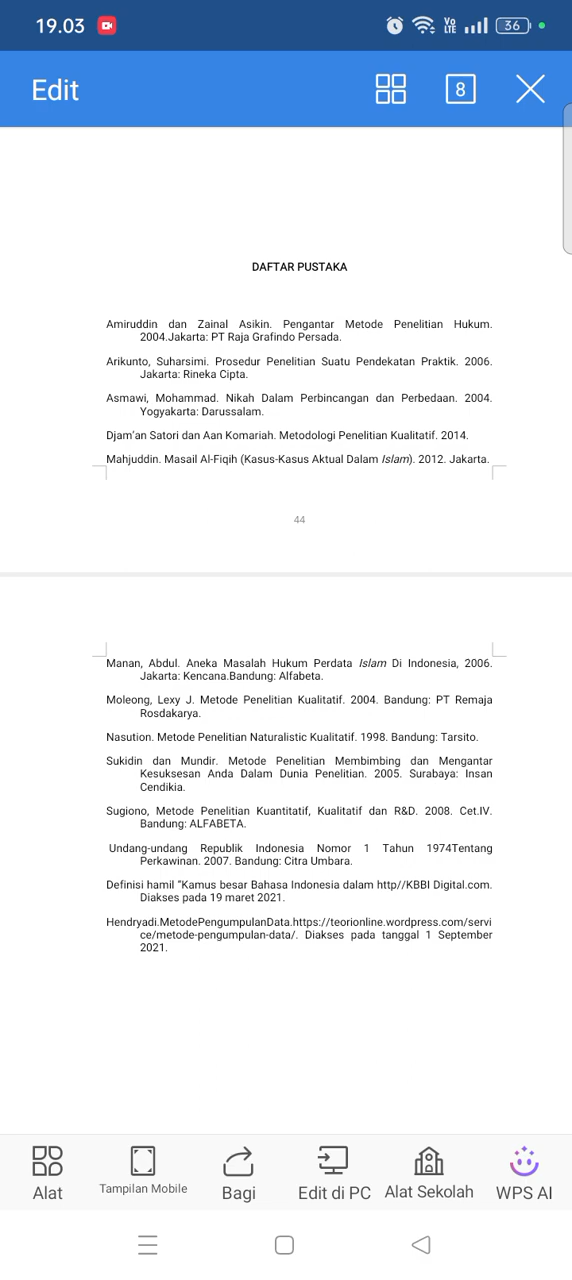 19.03
Vo
LTE
36
Edit
8
DAFTAR PUSTAKA
Amiruddin dan Zainal Asikin. Pengantar Metode Penelitian Hukum.
2004.Jakarta: PT Raja Grafindo Persada.
Arikunto, Suharsimi. Prosedur Penelitian Suatu Pendekatan Praktik. 2006.
Jakarta: Rineka Cipta.
Asmawi, Mohammad. Nikah Dalam Perbincangan dan Perbedaan. 2004.
Yogyakarta: Darussalam.
Djam’an Satori dan Aan Komariah. Metodologi Penelitian Kualitatif. 2014.
Mahjuddin. Masail Al-Fiqih (Kasus-Kasus Aktual Dalam Islam). 2012. Jakarta.
44
Manan, Abdul. Aneka Masalah Hukum Perdata Islam Di Indonesia, 2006.
Jakarta: Kencana.Bandung: Alfabeta.
Moleong, Lexy J. Metode Penelitian Kualitatif. 2004. Bandung: PT Remaja
Rosdakarya.
Nasution. Metode Penelitian Naturalistic Kualitatif. 1998. Bandung: Tarsito.
Sukidin dan Mundir. Metode Penelitian Membimbing dan Mengantar
Kesuksesan Anda Dalam Dunia Penelitian. 2005. Surabaya: Insan
Cendikia.
Sugiono, Metode Penelitian Kuantitatif, Kualitatif dan R&D. 2008. Cet.IV.
Bandung: ALFABETA.
Undang-undang Republik Indonesia Nomor 1 Tahun 1974Tentang
Perkawinan. 2007. Bandung: Citra Umbara.
Definisi hamil “Kamus besar Bahasa Indonesia dalam http//KBBI Digital.com.
Diakses pada 19 maret 2021.
Hendryadi.MetodePengumpulanData.https://teorionline.wordpress.com/servi
ce/metode-pengumpulan-data/. Diakses pada tanggal 1 September
2021.
Alat
Tampilan Mobile
Bagi
Edit di PC
Alat Sekolah
WPS AI